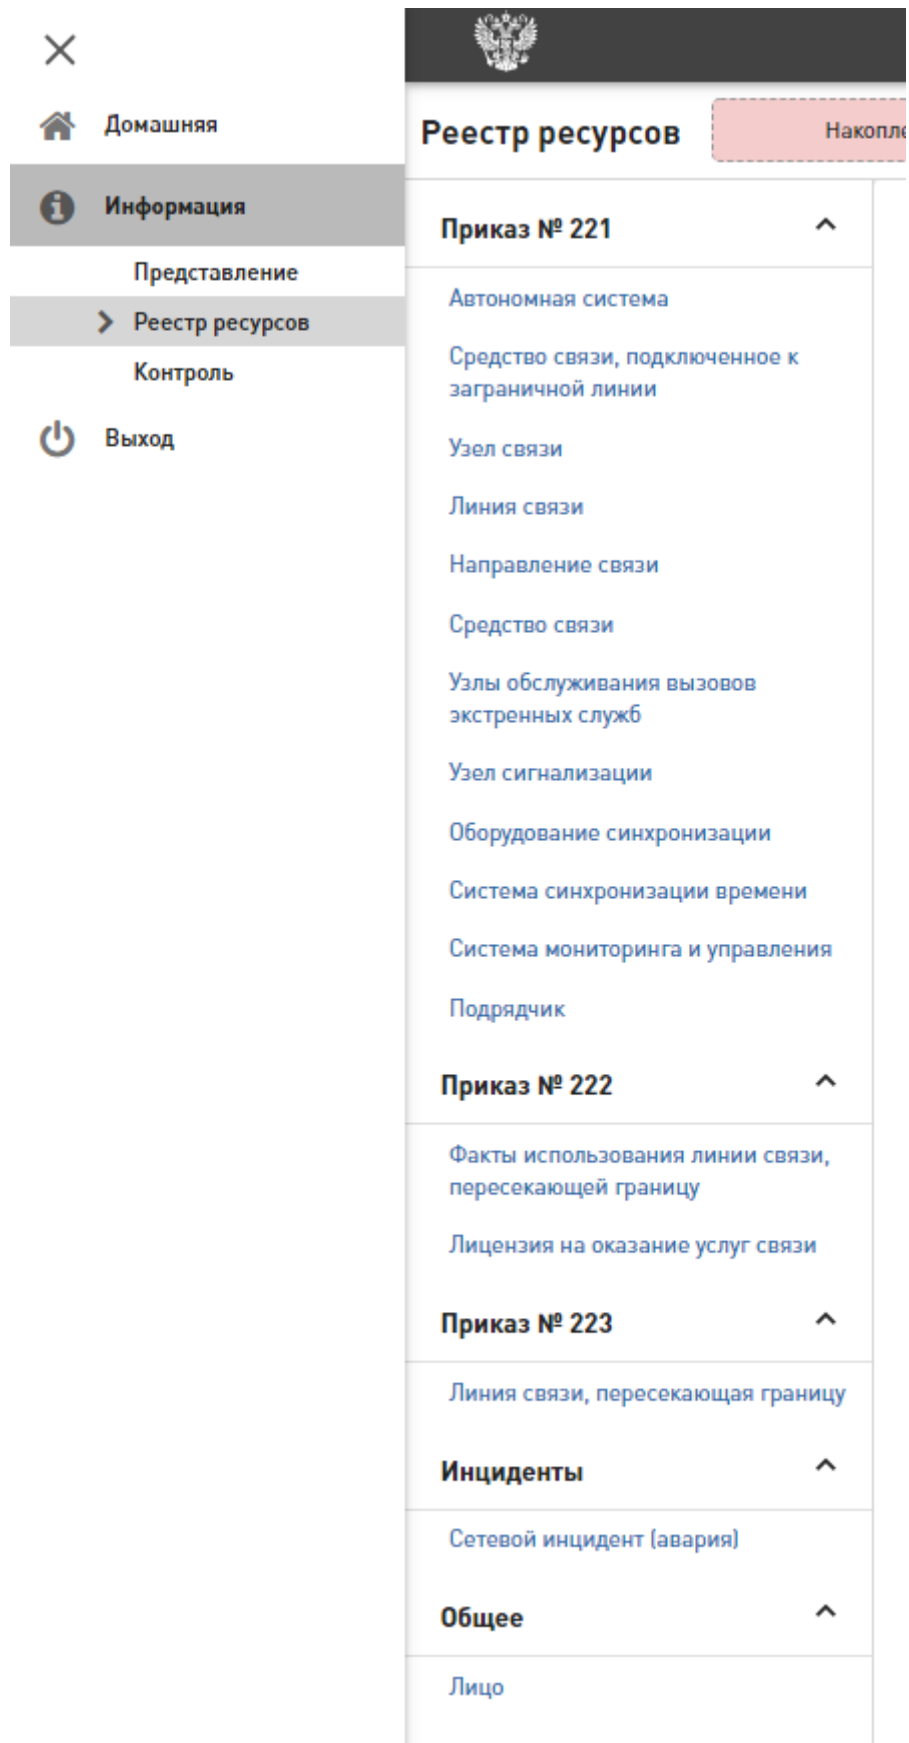 Домашняя
Информация
Представление
Реестр ресурсов
Контроль
Выход
Реестр ресурсов
Приказ № 221
Автономная система
Средство связи, подключенное к
заграничной линии
Узел связи
Линия связи
Направление связи
Средство связи
Узлы обслуживания вызовов
экстренных служб
Узел сигнализации
Оборудование синхронизации
Система синхронизации времени
Система мониторинга и управления
Подрядчик
Приказ № 222
Факты использования линии связи,
пересекающей границу
Лицензия на оказание услуг связи
Приказ № 223
Линия связи, пересекающая границу
Инциденты
Сетевой инцидент (авария)
Общее
Лицо